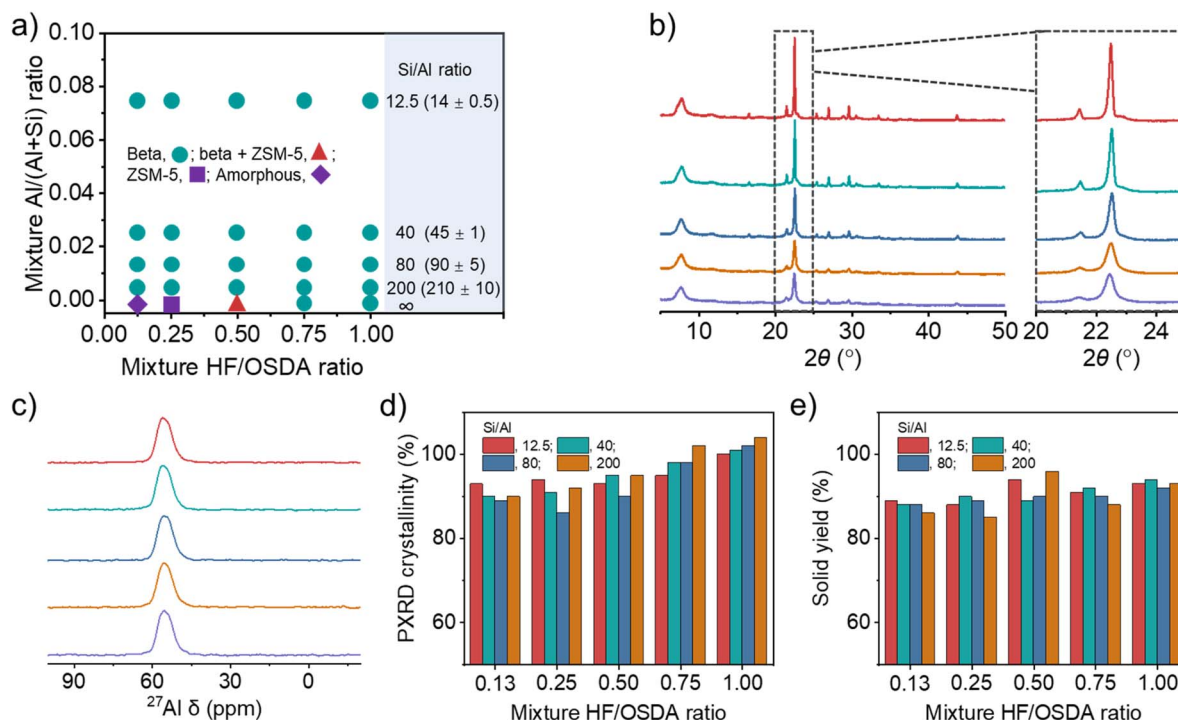 a)
Mixture Al/(Al+Si) ratio
0.10
0.08
0.06
0.04
0.02
0.00
Si/Al ratio
12.5 (14 ± 0.5)
Beta, ; beta + ZSM-5, ;
ZSM-5, ; Amorphous,
40 (45 ± 1)
80 (90 ± 5)
200 (210 ± 10)
∞
0.00 0.25 0.50 0.75 1.00
Mixture HF/OSDA ratio
b)
5 10 20 30 40 50
2θ (°)
20 22 24
2θ (°)
c)
90 60 30 0
27Al δ (ppm)
d)
PXRD crystallinity (%)
100
80
60
Si/Al
, 12.5; , 40;
, 80; , 200
0.13 0.25 0.50 0.75 1.00
Mixture HF/OSDA ratio
e)
Solid yield (%)
100
80
60
Si/Al
, 12.5; , 40;
, 80; , 200
0.13 0.25 0.50 0.75 1.00
Mixture HF/OSDA ratio